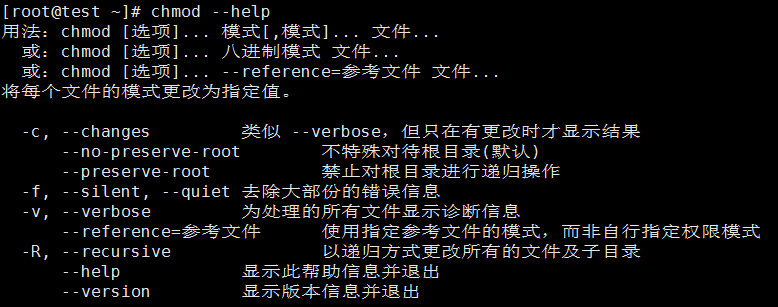 [root@test ~]# chmod --help
用法：chmod [选项]... 模式[,模式]... 文件...
或：chmod [选项]... 八进制模式 文件...
或：chmod [选项]... --reference=参考文件 文件...
将每个文件的模式更改为指定值。
-c, --changes 类似 --verbose，但只在有更改时才显示结果
--no-preserve-root 不特殊对待根目录(默认)
--preserve-root 禁止对根目录进行递归操作
-f, --silent, --quiet 去除大部份的错误信息
-v, --verbose 为处理的所有文件显示诊断信息
--reference=参考文件 使用指定参考文件的模式，而非自行指定权限模式
-R, --recursive 以递归方式更改所有的文件及子目录
--help 显示此帮助信息并退出
--version 显示版本信息并退出